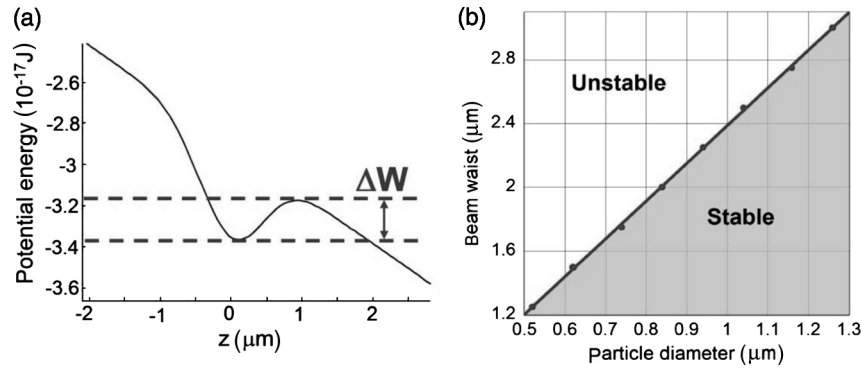 (a)
Potential energy (10⁻¹⁷J)
-2.6
-2.8
-3
-3.2
-3.4
-3.6
ΔW
-2
-1
0
1
2
z (μm)
(b)
Beam waist (μm)
2.8
2.4
2
1.6
1.2
Unstable
Stable
0.5 0.6 0.7 0.8 0.9 1 1.1 1.2 1.3
Particle diameter (μm)